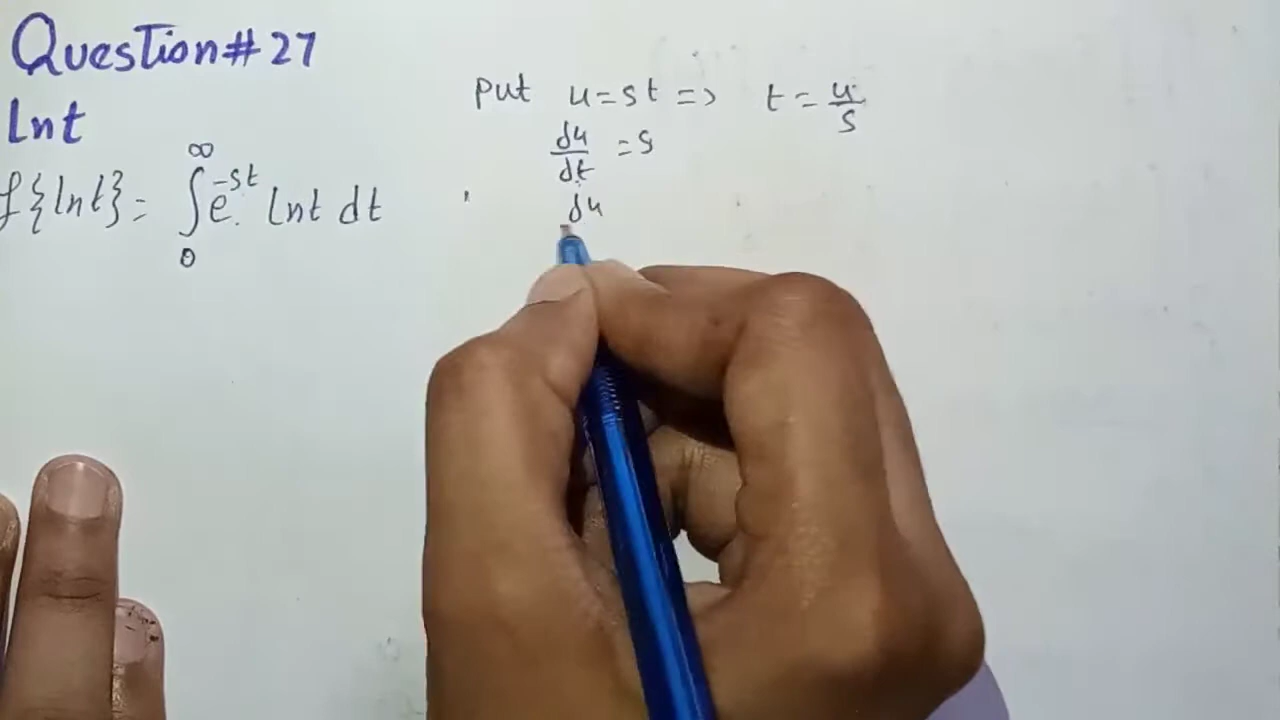 Question#27
lnt
£{lnt} = ∫₀^∞ e^-st lnt dt
Put u=st => t=u/s
du/dt =s
du